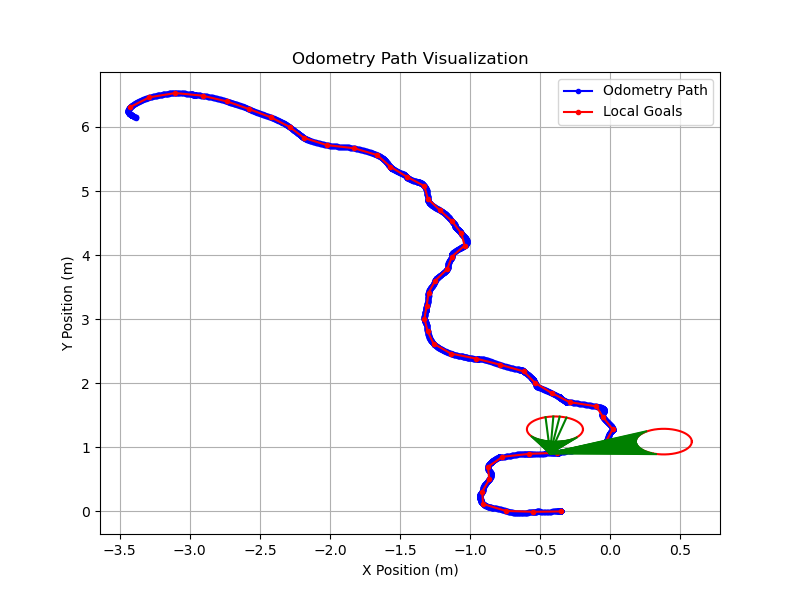 Odometry Path Visualization
Odometry Path
Local Goals
Y Position (m)
6
5
4
3
2
1
0
−3.5 −3.0 −2.5 −2.0 −1.5 −1.0 −0.5 0.0 0.5
X Position (m)